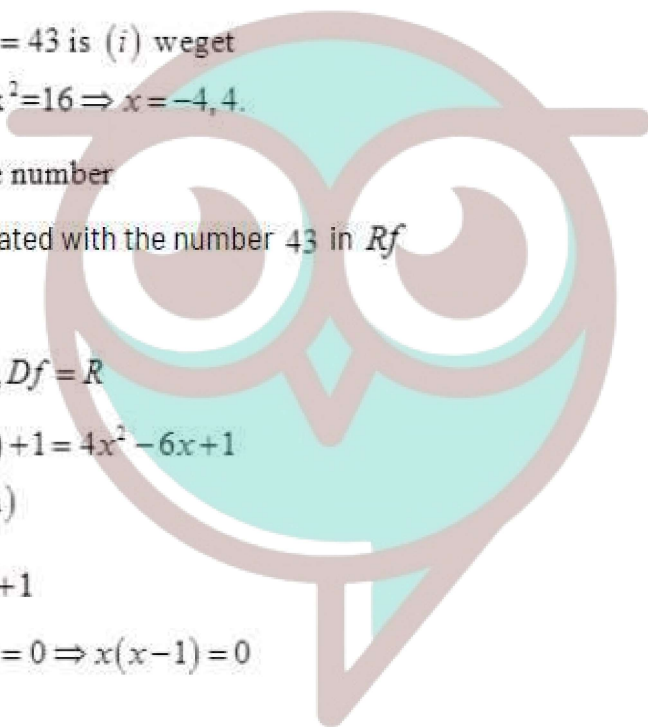 = 43 is (i) weget
²=16⇒ x=−4,4.
number
ated with the number 43 in Rf
Df = R
)+1= 4x² −6x+1
)
+1
= 0⇒ x(x−1) = 0